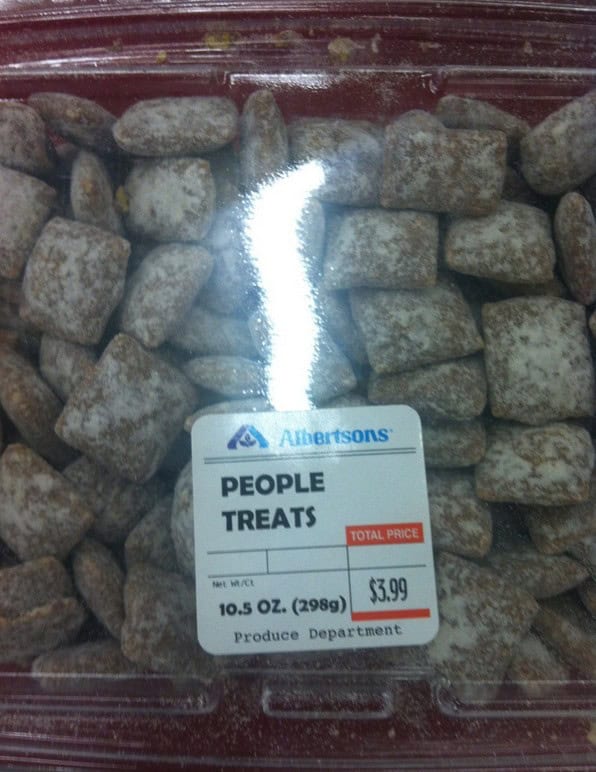 Albertsons
PEOPLE
TREATS
TOTAL PRICE
Net Wt/Ct
10.5 OZ. (298g)
$3.99
Produce Department